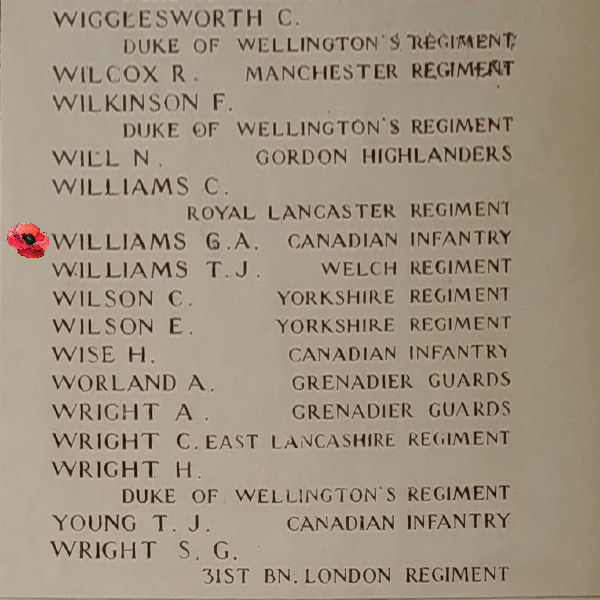 WIGGLESWORTH C.
DUKE OF WELLINGTON'S REGIMENT
WILCOX R. MANCHESTER REGIMENT
WILKINSON F.
DUKE OF WELLINGTON'S REGIMENT
WILL N. GORDON HIGHLANDERS
WILLIAMS C.
ROYAL LANCASTER REGIMENT
WILLIAMS G.A. CANADIAN INFANTRY
WILLIAMS T.J. WELCH REGIMENT
WILSON C. YORKSHIRE REGIMENT
WILSON E. YORKSHIRE REGIMENT
WISE H. CANADIAN INFANTRY
WORLAND A. GRENADIER GUARDS
WRIGHT A. GRENADIER GUARDS
WRIGHT C. EAST LANCASHIRE REGIMENT
WRIGHT H.
DUKE OF WELLINGTON'S REGIMENT
YOUNG T. J. CANADIAN INFANTRY
WRIGHT S. G.
31ST BN. LONDON REGIMENT